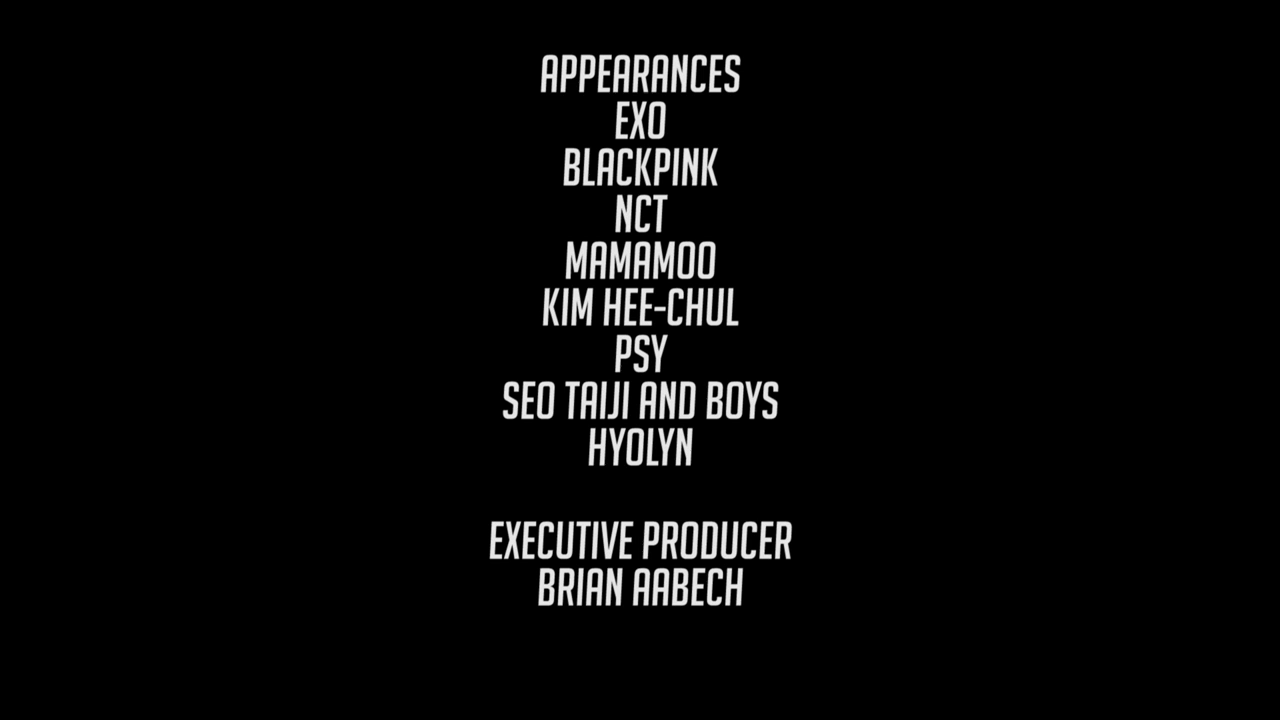 APPEARANCES
EXO
BLACKPINK
NCT
MAMAMOO
KIM HEE-CHUL
PSY
SEO TAIJI AND BOYS
HYOLYN
EXECUTIVE PRODUCER
BRIAN AABECH